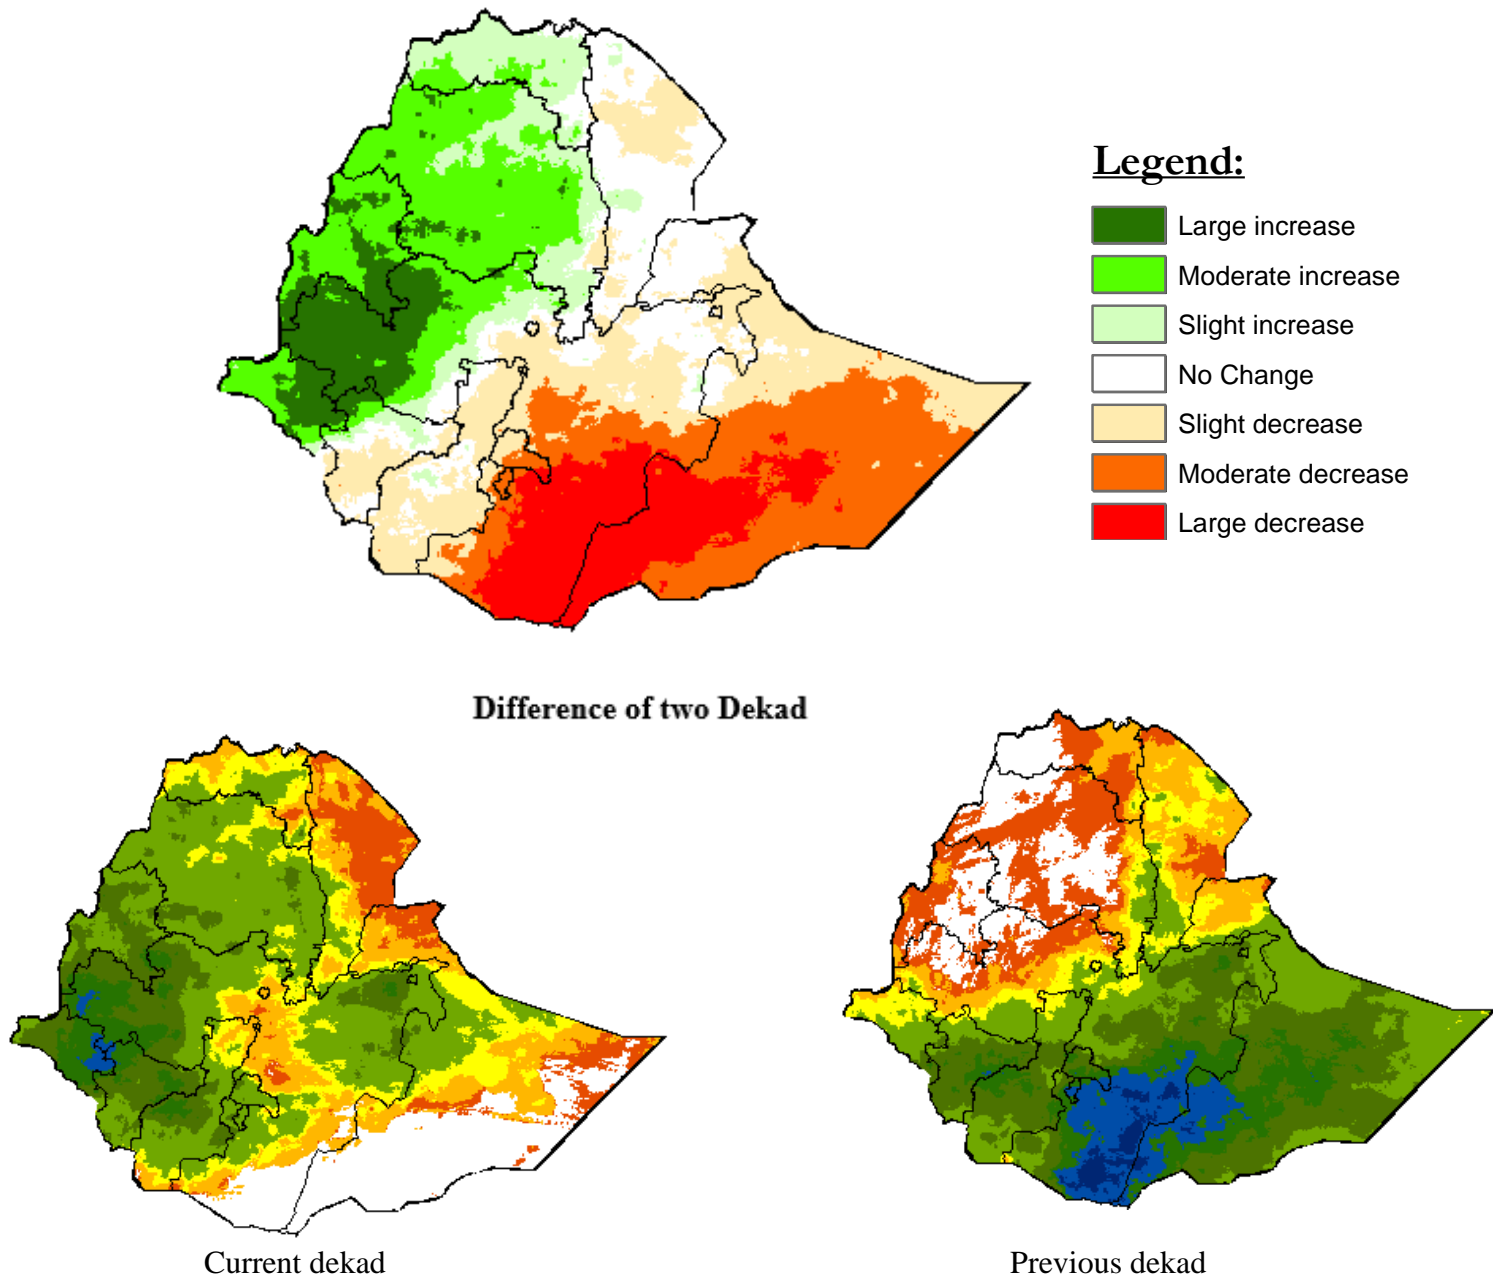 Legend:
Large increase
Moderate increase
Slight increase
No Change
Slight decrease
Moderate decrease
Large decrease
Difference of two Dekad
Current dekad
Previous dekad